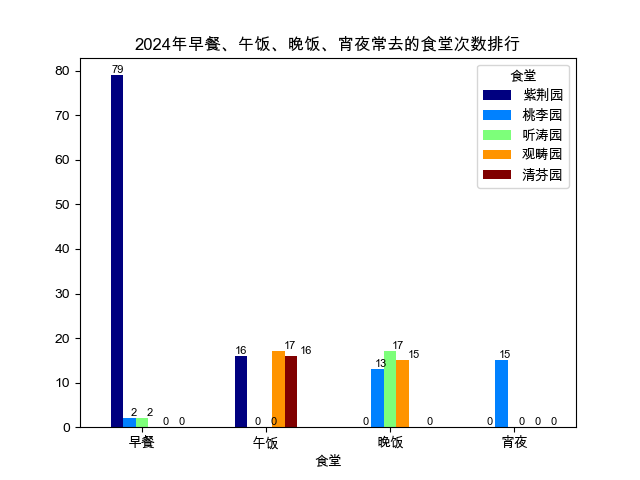 2024年早餐、午饭、晚饭、宵夜常去的食堂次数排行
80
70
60
50
40
30
20
10
0
食堂
紫荆园
桃李园
听涛园
观畴园
清芬园
79 2 2 0 0
16 0 0 17 16
0 13 17 15 0
0 15 0 0 0
早餐 午饭 晚饭 宵夜
食堂